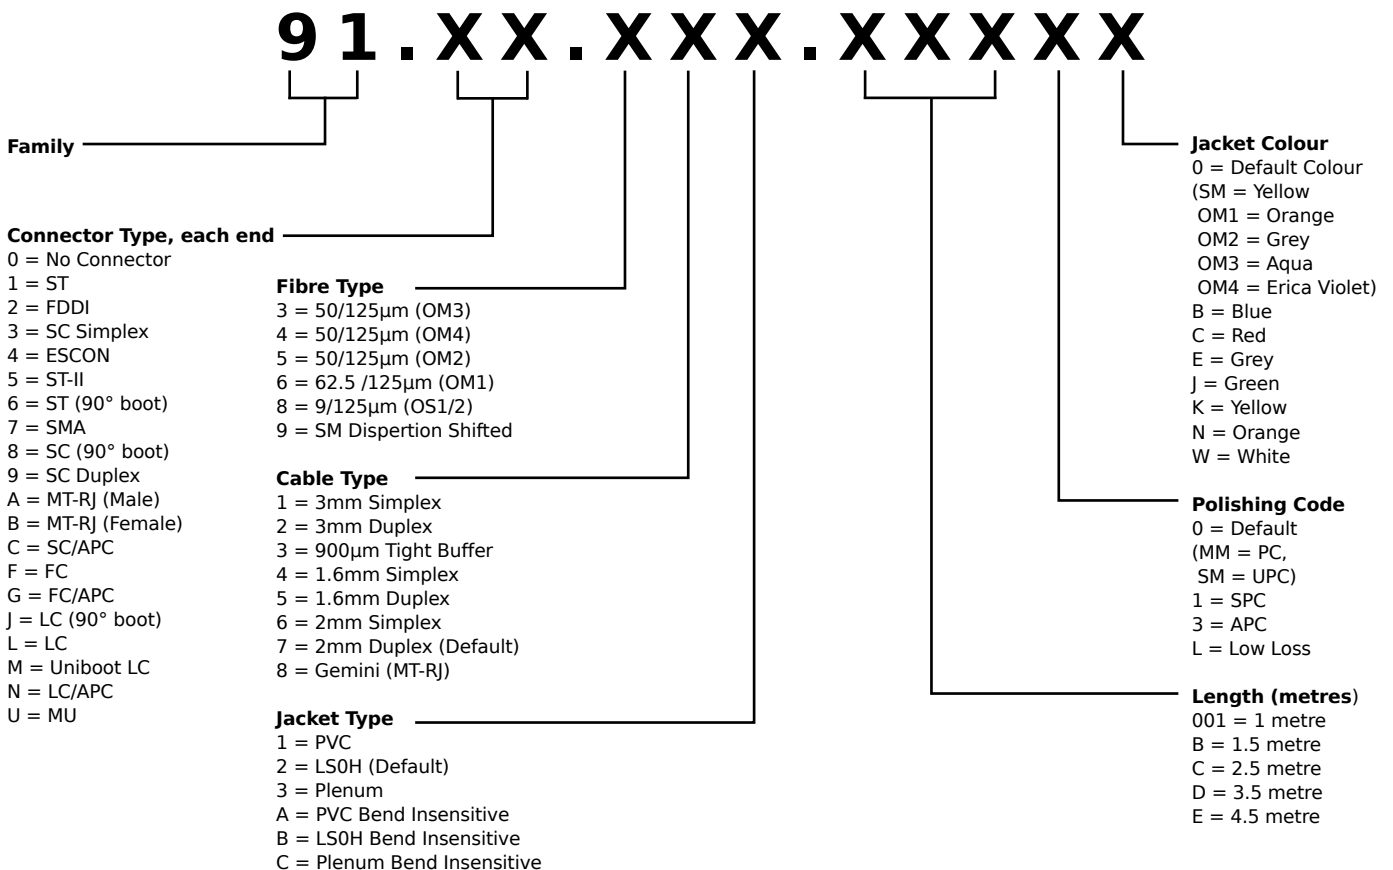 91.XX.XXX.XXXXX
Family
Connector Type, each end
0 = No Connector
1 = ST
2 = FDDI
3 = SC Simplex
4 = ESCON
5 = ST-II
6 = ST (90° boot)
7 = SMA
8 = SC (90° boot)
9 = SC Duplex
A = MT-RJ (Male)
B = MT-RJ (Female)
C = SC/APC
F = FC
G = FC/APC
J = LC (90° boot)
L = LC
M = Uniboot LC
N = LC/APC
U = MU
Fibre Type
3 = 50/125µm (OM3)
4 = 50/125µm (OM4)
5 = 50/125µm (OM2)
6 = 62.5 /125µm (OM1)
8 = 9/125µm (OS1/2)
9 = SM Dispertion Shifted
Cable Type
1 = 3mm Simplex
2 = 3mm Duplex
3 = 900µm Tight Buffer
4 = 1.6mm Simplex
5 = 1.6mm Duplex
6 = 2mm Simplex
7 = 2mm Duplex (Default)
8 = Gemini (MT-RJ)
Jacket Type
1 = PVC
2 = LS0H (Default)
3 = Plenum
A = PVC Bend Insensitive
B = LS0H Bend Insensitive
C = Plenum Bend Insensitive
Jacket Colour
0 = Default Colour
(SM = Yellow
OM1 = Orange
OM2 = Grey
OM3 = Aqua
OM4 = Erica Violet)
B = Blue
C = Red
E = Grey
J = Green
K = Yellow
N = Orange
W = White
Polishing Code
0 = Default
(MM = PC,
SM = UPC)
1 = SPC
3 = APC
L = Low Loss
Length (metres)
001 = 1 metre
B = 1.5 metre
C = 2.5 metre
D = 3.5 metre
E = 4.5 metre